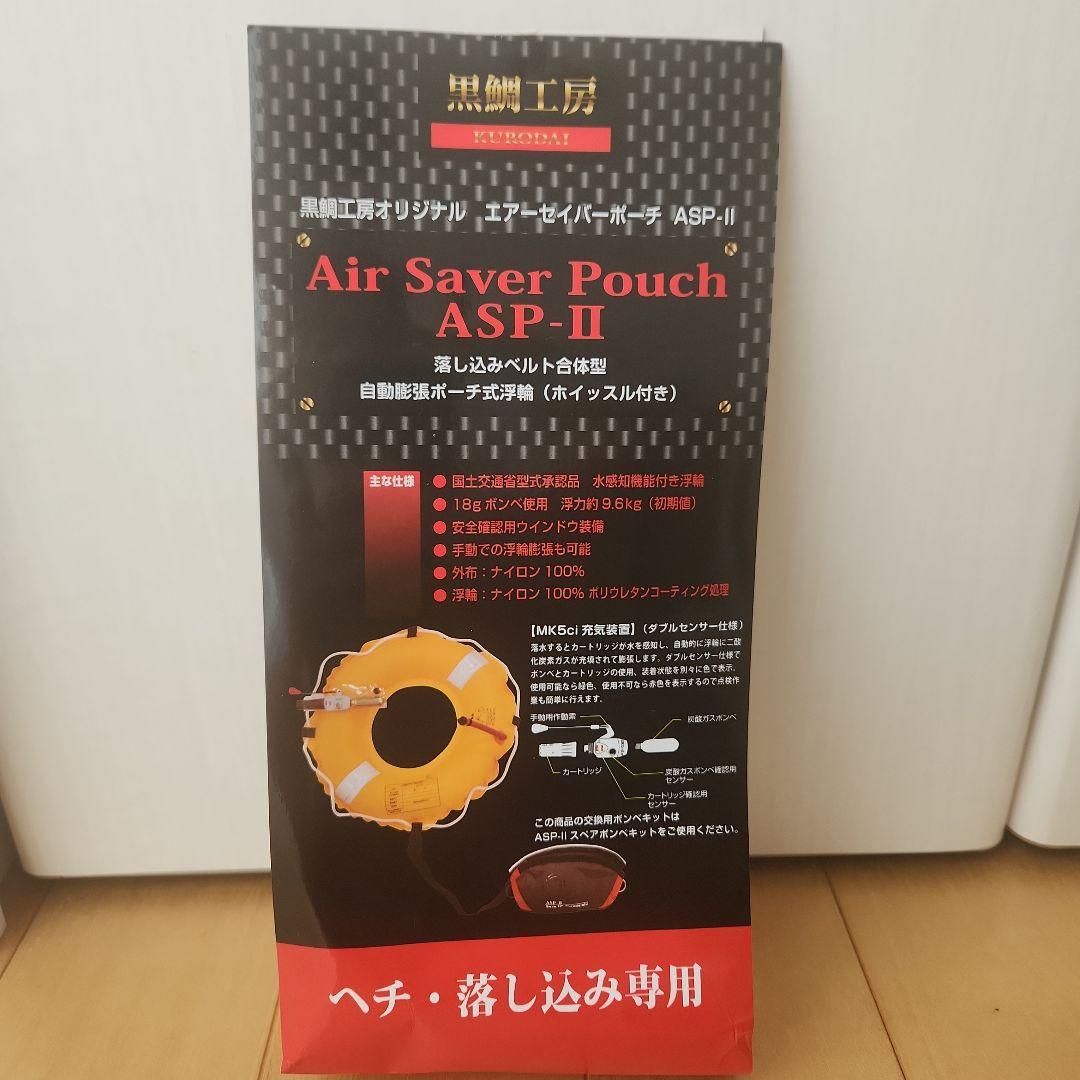 黒鯛工房
KURODAI
黒鯛工房オリジナル エアーセイバーポーチ ASP-II
Air Saver Pouch
ASP-II
落し込みベルト合体型
自動膨張ポーチ式浮輪（ホイッスル付き）
主な仕様
● 国土交通省型式承認品 水感知機能付き浮輪
● 18gボンベ使用 浮力約9.6kg（初期値）
● 安全確認用ウインドウ装備
● 手動での浮輪膨張も可能
● 外布：ナイロン100%
● 浮輪：ナイロン100% ポリウレタンコーティング処理
【MK5ci充気装置】（ダブルセンサー仕様）
落水するとカートリッジが水を感知し、自動的に浮輪に二酸
化炭素ガスが充填されて膨張します。ダブルセンサー仕様で
ボンベとカートリッジの使用、装着状態を別々に色で表示。
使用可能なら緑色、使用不可なら赤色を表示するので点検作
業も簡単に行えます。
手動用作動索
炭酸ガスボンベ
カートリッジ
炭酸ガスボンベ確認用
センサー
カートリッジ確認用
センサー
この商品の交換用ボンベキットは
ASP-IIスペアボンベキットをご使用ください。
ASP-II
ヘチ・落し込み専用